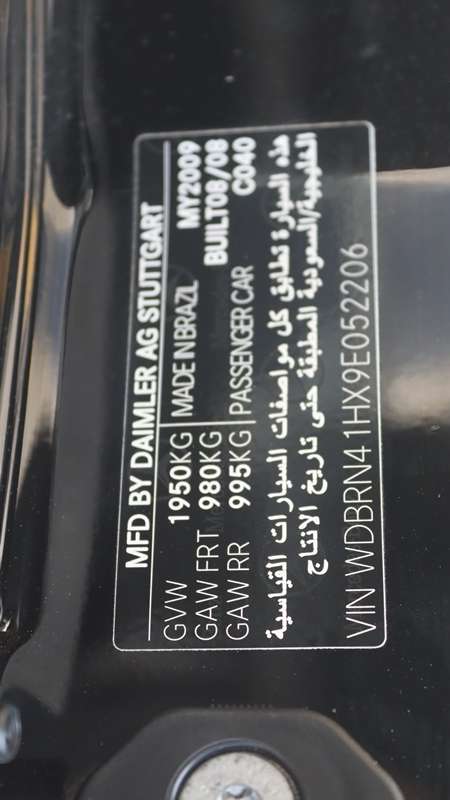 MFD BY DAIMLER AG STUTTGART
GVW 1950KG MADE IN BRAZIL MY2009
GAW FRT 980KG BUILT08/08
GAW RR 995KG PASSENGER CAR C040
هذه السيارة تطابق كل مواصفات السيارات القياسية
الخليجية/السعودية المطبقة حتى تاريخ الانتاج
VIN WDBRN41HX9E052206